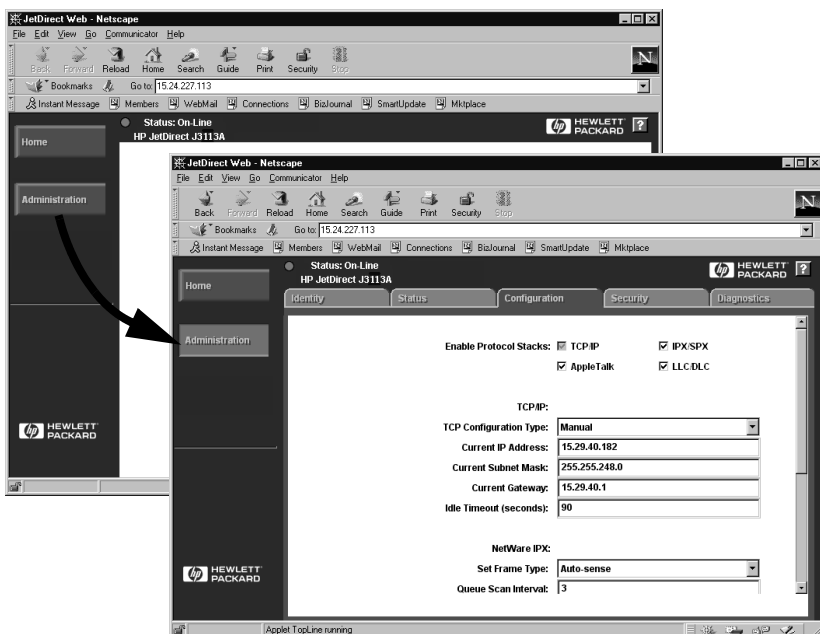 JetDirect Web - Netscape
File Edit View Go Communicator Help
Back Forward Reload Home Search Guide Print Security Stop
N
Bookmarks Go to: 15.24.227.113
Instant Message Members WebMail Connections BizJournal SmartUpdate Mktplace
Home
Administration
Status: On-Line
HP JetDirect J3113A
hp HEWLETT PACKARD ?
hp HEWLETT PACKARD
JetDirect Web - Netscape
File Edit View Go Communicator Help
Back Forward Reload Home Search Guide Print Security Stop
N
Bookmarks Go to: 15.24.227.113
Instant Message Members WebMail Connections BizJournal SmartUpdate Mktplace
Home
Administration
Status: On-Line
HP JetDirect J3113A
hp HEWLETT PACKARD ?
Identity Status Configuration Security Diagnostics
Enable Protocol Stacks: TCP/IP IPX/SPX
AppleTalk LLC/DLC
TCP/IP:
TCP Configuration Type: Manual
Current IP Address: 15.29.40.182
Current Subnet Mask: 255.255.248.0
Current Gateway: 15.29.40.1
Idle Timeout (seconds): 90
NetWare IPX:
Set Frame Type: Auto-sense
Queue Scan Interval: 3
hp HEWLETT PACKARD
Applet TopLine running